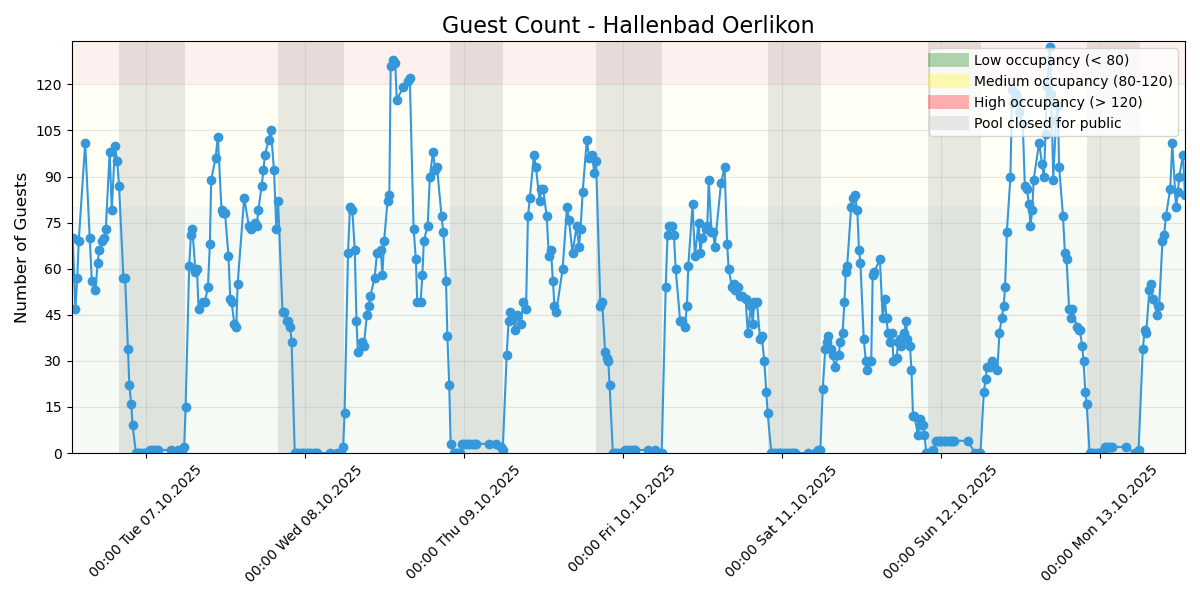 Guest Count - Hallenbad Oerlikon
Low occupancy (< 80)
Medium occupancy (80-120)
High occupancy (> 120)
Pool closed for public
Number of Guests
120
105
90
75
60
45
30
15
0
00:00 Tue 07.10.2025
00:00 Wed 08.10.2025
00:00 Thu 09.10.2025
00:00 Fri 10.10.2025
00:00 Sat 11.10.2025
00:00 Sun 12.10.2025
00:00 Mon 13.10.2025